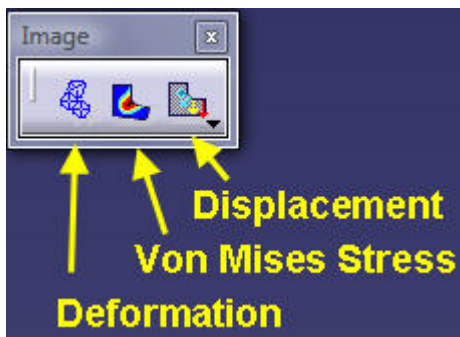 Image
x
Displacement
Von Mises Stress
Deformation